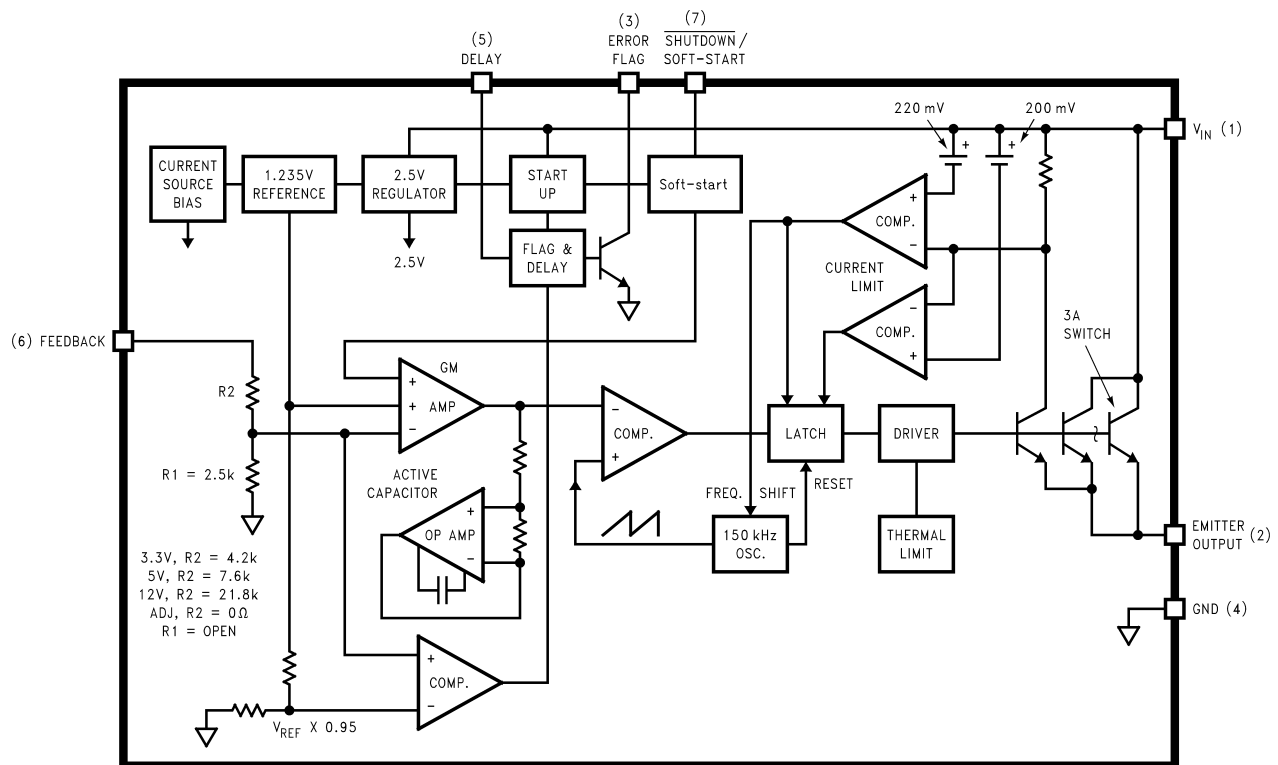 (3)
(7)
(5)
ERROR
SHUTDOWN/
DELAY
FLAG
SOFT-START
220 mV
200 mV
+
+
VIN (1)
CURRENT
SOURCE
BIAS
1.235V
REFERENCE
2.5V
REGULATOR
START
UP
Soft-start
+
COMP.
−
FLAG &
DELAY
2.5V
CURRENT
LIMIT
−
COMP.
+
3A
SWITCH
(6) FEEDBACK
GM
R2
+
+
AMP
−
−
COMP.
+
LATCH
DRIVER
R1 = 2.5k
ACTIVE
CAPACITOR
FREQ. SHIFT
RESET
+
OP AMP
−
150 kHz
OSC.
THERMAL
LIMIT
EMITTER
OUTPUT (2)
3.3V, R2 = 4.2k
5V, R2 = 7.6k
12V, R2 = 21.8k
ADJ, R2 = 0Ω
R1 = OPEN
GND (4)
+
COMP.
−
VREF X 0.95